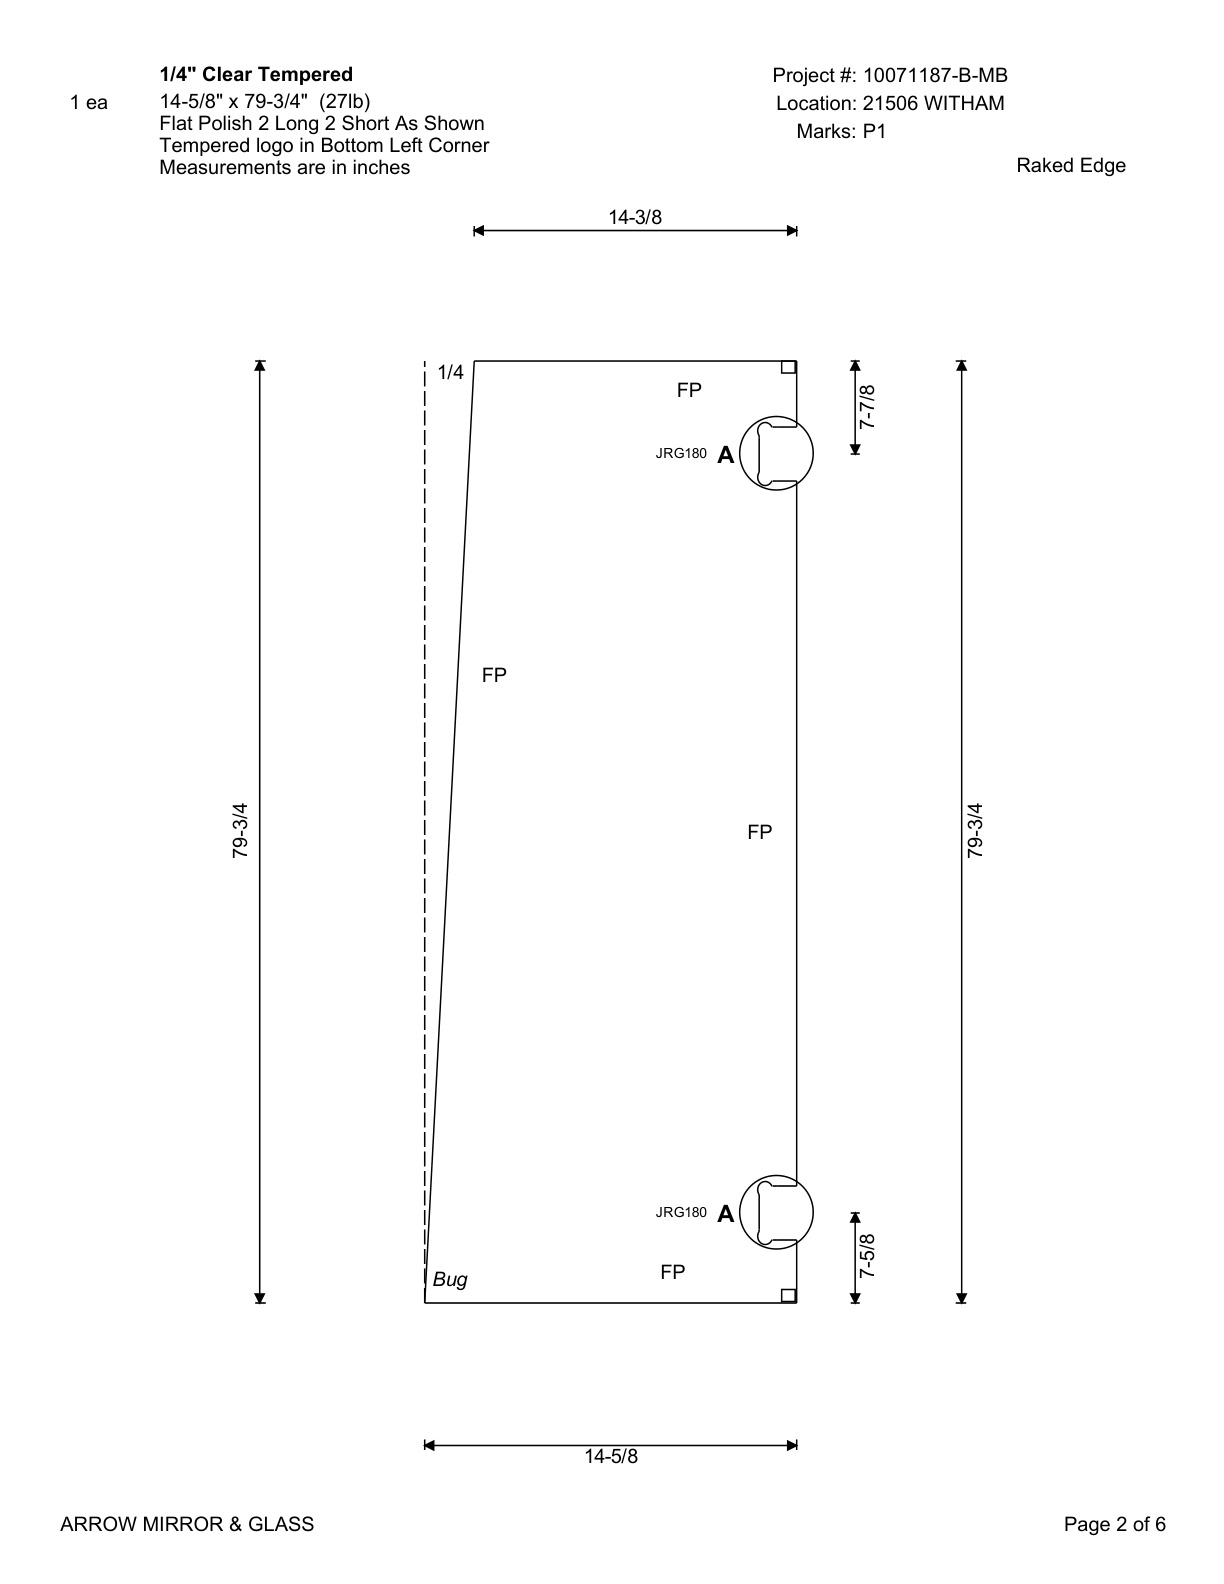 1/4" Clear Tempered
1 ea
14-5/8" x 79-3/4" (27lb)
Flat Polish 2 Long 2 Short As Shown
Tempered logo in Bottom Left Corner
Measurements are in inches
Project #: 10071187-B-MB
Location: 21506 WITHAM
Marks: P1
Raked Edge
14-3/8
1/4
FP
7-7/8
JRG180 A
FP
79-3/4
FP
79-3/4
JRG180 A
7-5/8
FP
Bug
14-5/8
ARROW MIRROR & GLASS
Page 2 of 6